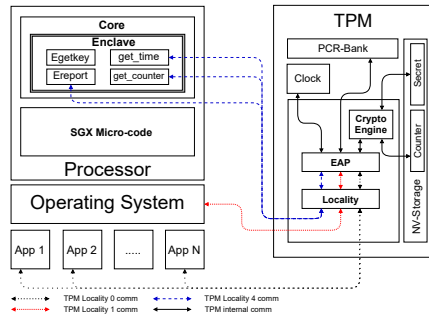 Core
Enclave
Egetkey
get_time
Ereport
get_counter
SGX Micro-code
Processor
Operating System
App 1
App 2
.....
App N
TPM
PCR-Bank
Clock
Crypto
Engine
EAP
Locality
Secret
Counter
NV-Storage
TPM Locality 0 comm
TPM Locality 4 comm
TPM Locality 1 comm
TPM internal comm